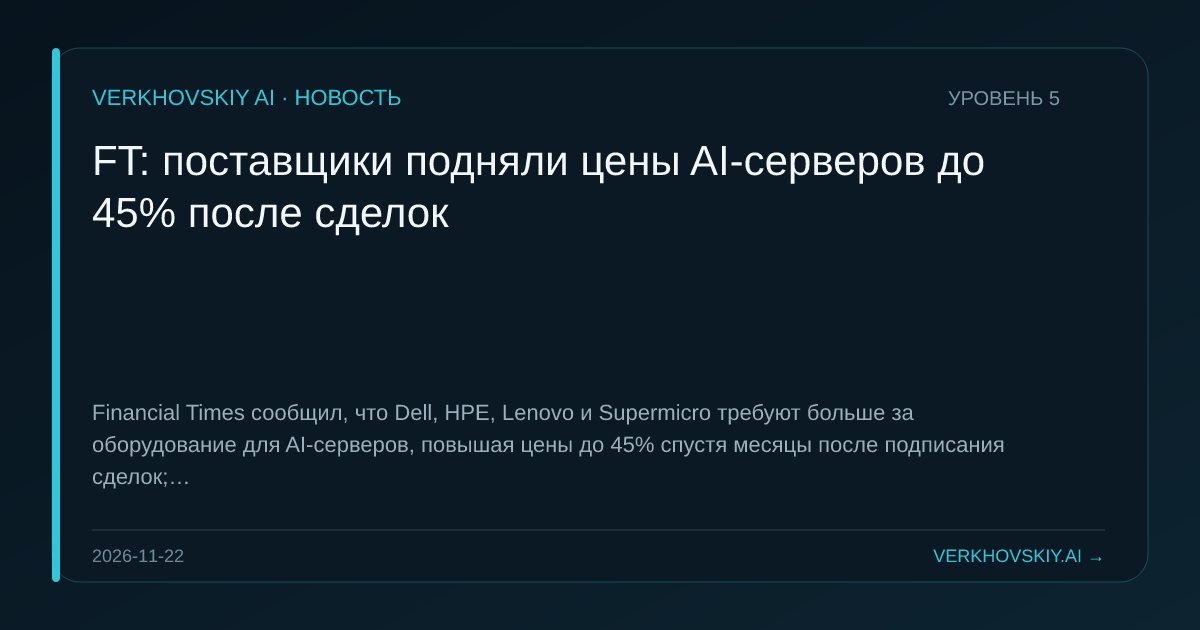 VERKHOVSKIY AI · НОВОСТЬ
УРОВЕНЬ 5
FT: поставщики подняли цены AI-серверов до
45% после сделок
Financial Times сообщил, что Dell, HPE, Lenovo и Supermicro требуют больше за
оборудование для AI-серверов, повышая цены до 45% спустя месяцы после подписания
сделок;…
2026-11-22
VERKHOVSKIY.AI →